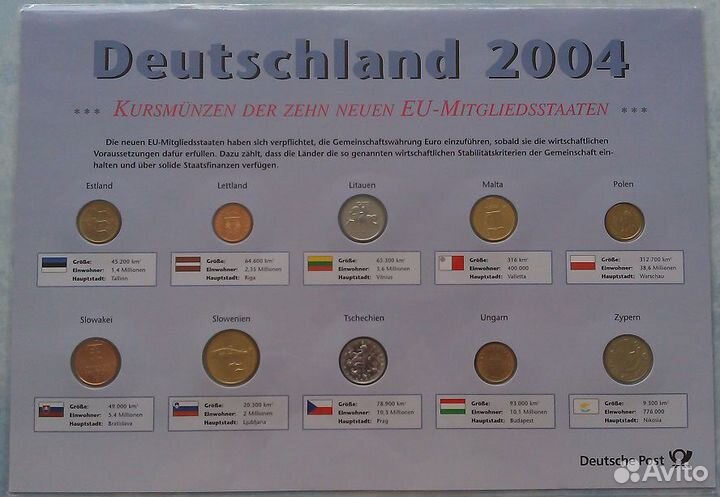 Deutschland 2004
*** KURSMÜNZEN DER ZEHN NEUEN EU-MITGLIEDSSTAATEN ***
Die neuen EU-Mitgliedsstaaten haben sich verpflichtet, die Gemeinschaftswährung Euro einzuführen, sobald sie die wirtschaftlichen
Voraussetzungen dafür erfüllen. Dazu zählt, dass die Länder die so genannten wirtschaftlichen Stabilitätskriterien der Gemeinschaft ein-
halten und über solide Staatsfinanzen verfügen.
Estland
Größe: 45 200 km²
Einwohner: 1,4 Millionen
Hauptstadt: Tallinn
Lettland
Größe: 64 600 km²
Einwohner: 2,35 Millionen
Hauptstadt: Riga
Litauen
Größe: 65 300 km²
Einwohner: 3,6 Millionen
Hauptstadt: Vilnius
Malta
Größe: 316 km²
Einwohner: 400 000
Hauptstadt: Valletta
Polen
Größe: 312 700 km²
Einwohner: 38,6 Millionen
Hauptstadt: Warschau
Slowakei
Größe: 49 000 km²
Einwohner: 5,4 Millionen
Hauptstadt: Bratislava
Slowenien
Größe: 20 300 km²
Einwohner: 2 Millionen
Hauptstadt: Ljubljana
Tschechien
Größe: 78 900 km²
Einwohner: 10,3 Millionen
Hauptstadt: Prag
Ungarn
Größe: 93 000 km²
Einwohner: 10,1 Millionen
Hauptstadt: Budapest
Zypern
Größe: 9 300 km²
Einwohner: 776 000
Hauptstadt: Nikosia
Deutsche Post
Avito